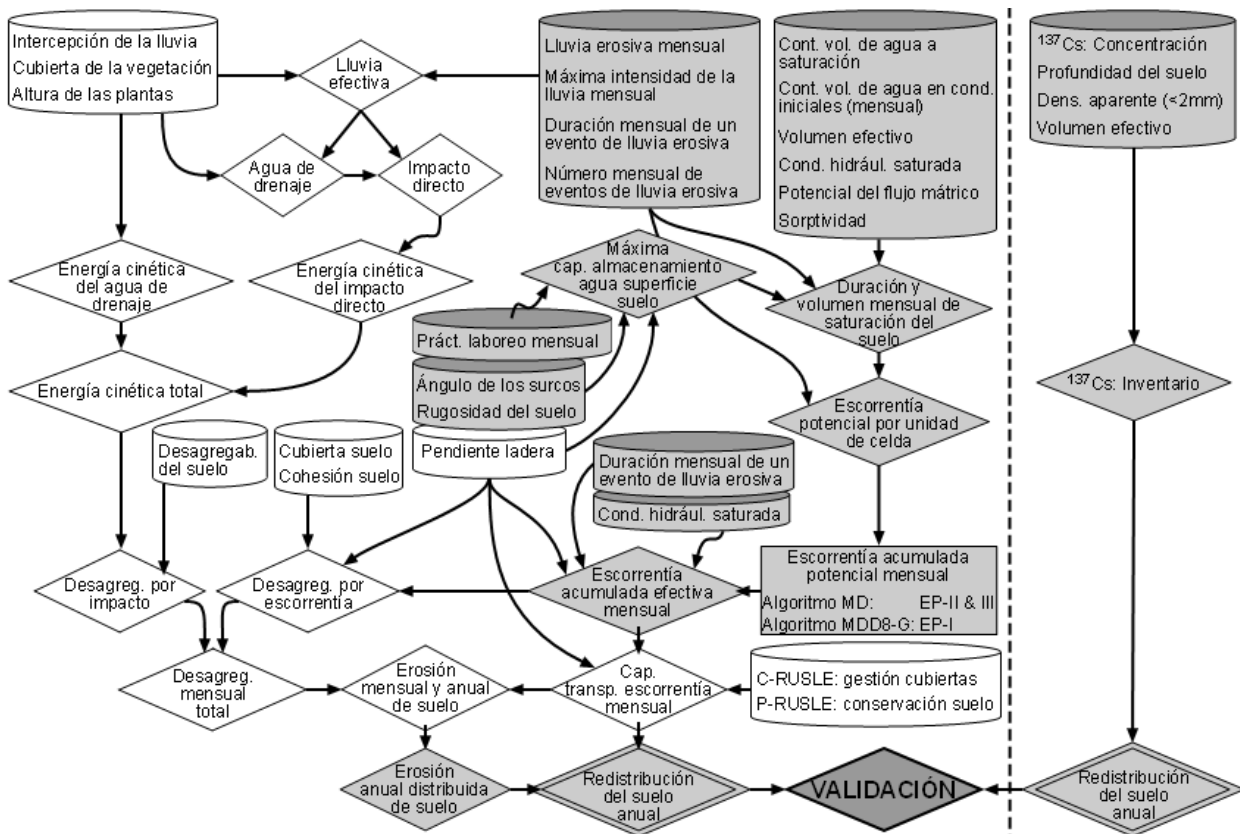 Intercepción de la lluvia
Cubierta de la vegetación
Altura de las plantas
Lluvia
efectiva
Lluvia erosiva mensual
Máxima intensidad de la
lluvia mensual
Duración mensual de un
evento de lluvia erosiva
Número mensual de
eventos de lluvia erosiva
Cont. vol. de agua a
saturación
Cont. vol. de agua en cond.
iniciales (mensual)
Volumen efectivo
Cond. hidrául. saturada
Potencial del flujo mátrico
Sorptividad
¹³⁷Cs: Concentración
Profundidad del suelo
Dens. aparente (<2mm)
Volumen efectivo
Agua de
drenaje
Impacto
directo
Energía cinética
del agua de
drenaje
Energía cinética
del impacto
directo
Máxima
cap. almacenamiento
agua superficie
suelo
Duración y
volumen mensual de
saturación del
suelo
Práct. laboreo mensual
Ángulo de los surcos
Rugosidad del suelo
Pendiente ladera
Energía cinética total
Escorrentía
potencial por unidad
de celda
¹³⁷Cs: Inventario
Desagregab.
del suelo
Cubierta suelo
Cohesión suelo
Duración mensual de un
evento de lluvia erosiva
Cond. hidrául. saturada
Desagreg. por
impacto
Desagreg. por
escorrentía
Escorrentía
acumulada efectiva
mensual
Escorrentía acumulada
potencial mensual
Algoritmo MD: EP-II & III
Algoritmo MDD8-G: EP-I
Desagreg.
mensual
total
Erosión
mensual y anual
de suelo
Cap.
transp. escorrentía
mensual
C-RUSLE: gestión cubiertas
P-RUSLE: conservación suelo
Erosión
anual distribuida
de suelo
Redistribución
del suelo
anual
VALIDACIÓN
Redistribución
del suelo
anual